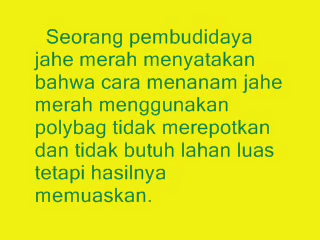 Seorang pembudidaya
jahe merah menyatakan
bahwa cara menanam jahe
merah menggunakan
polybag tidak merepotkan
dan tidak butuh lahan luas
tetapi hasilnya
memuaskan.